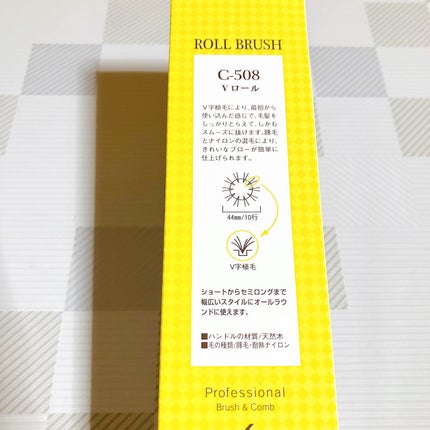 ROLL BRUSH
C-508
Vロール
V字植毛により、最初から
使い込んだ感じで、毛髪を
しっかりとらえて、しかも
スムーズに抜けます。豚毛
とナイロンの混毛により、
きれいなブローが簡単に
仕上げられます。
44mm/10行
V字植毛
ショートからセミロングまで
幅広いスタイルにオールラウ
ンドに使えます。
■ハンドルの材質/天然木
■毛の種類/豚毛・耐熱ナイロン
Professional
Brush & Comb